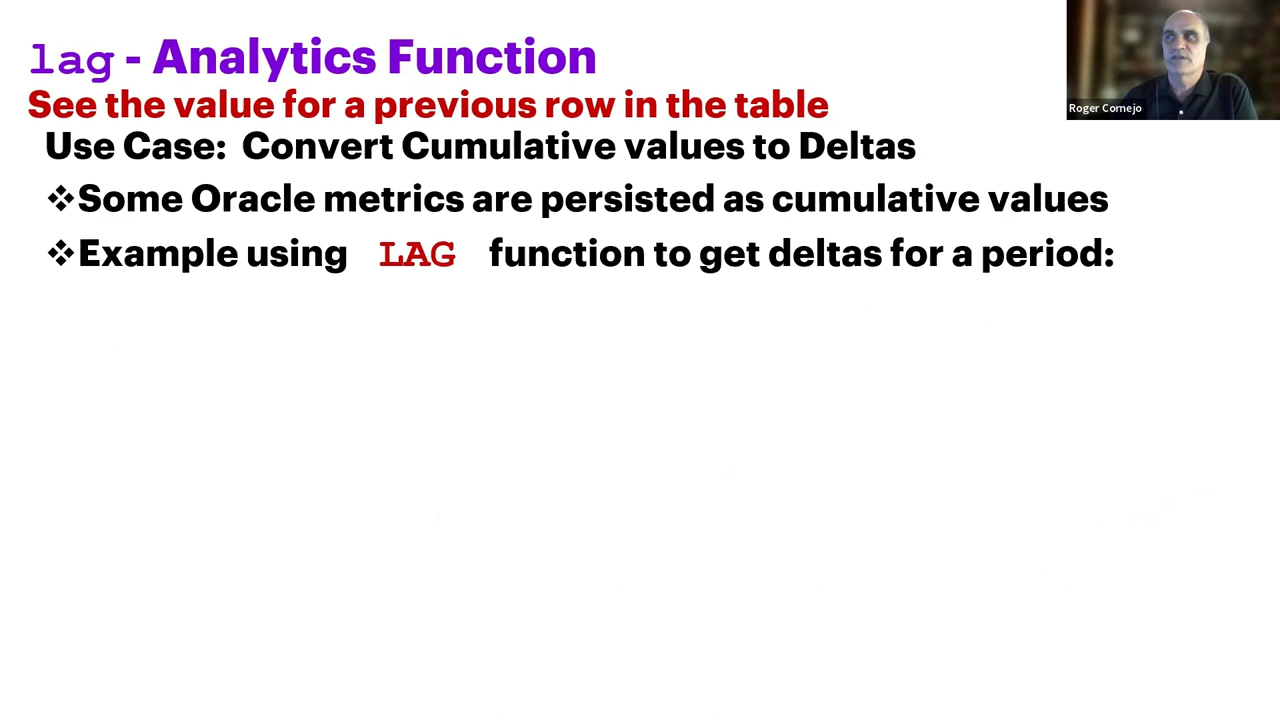 lag - Analytics Function
See the value for a previous row in the table
Use Case: Convert Cumulative values to Deltas
❖Some Oracle metrics are persisted as cumulative values
❖Example using LAG function to get deltas for a period:
Roger Cornejo